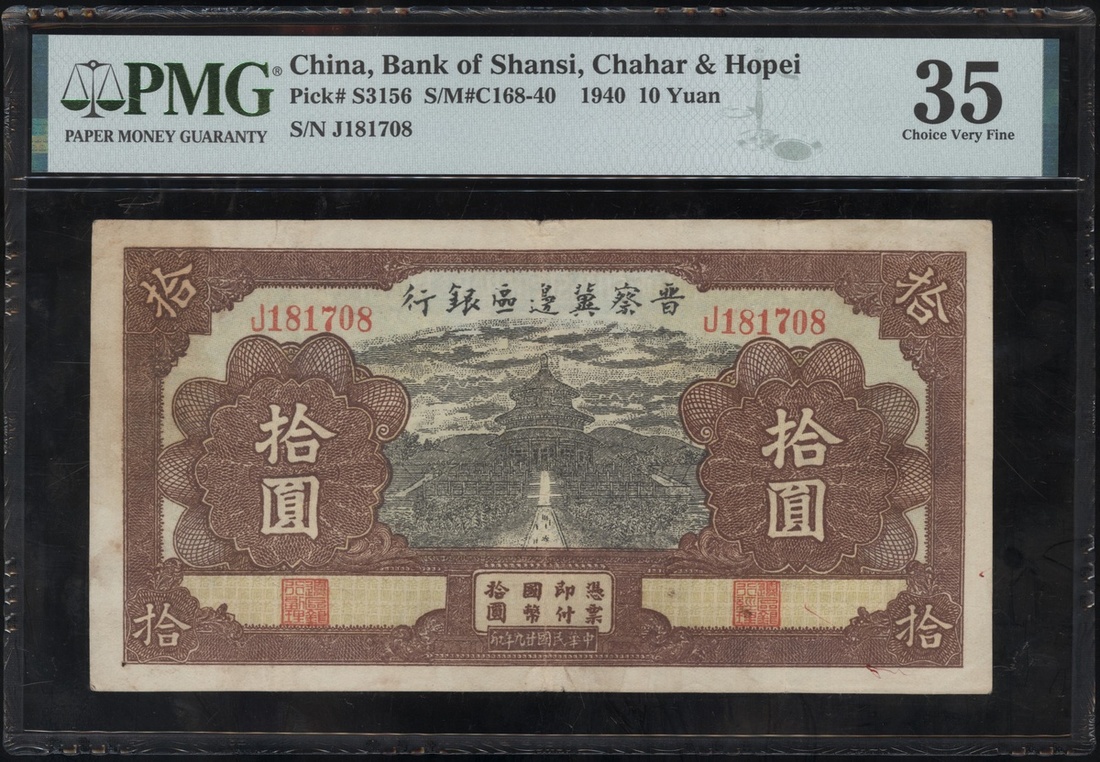 PMG®
PAPER MONEY GUARANTY
China, Bank of Shansi, Chahar & Hopei
Pick# S3156 S/M#C168-40 1940 10 Yuan
S/N J181708
35
Choice Very Fine
拾
拾
晉察冀邊區銀行
J181708
J181708
拾圓
拾圓
憑票
即付
國幣
拾圓
中華民國廿九年印
拾
拾